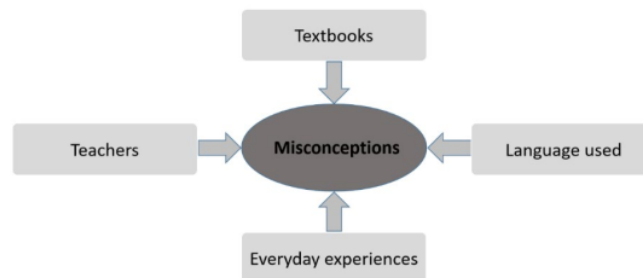 Textbooks
Teachers
Misconceptions
Language used
Everyday experiences